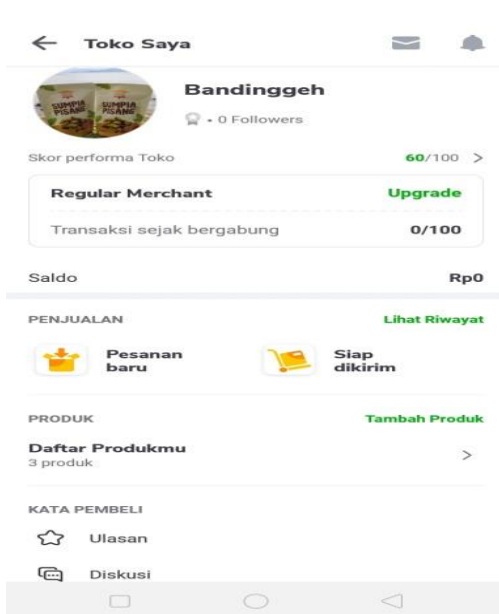 Toko Saya
SUMPIA PISANG
SUMPIA PISANG
Bandinggeh
• 0 Followers
Skor performa Toko 60/100 >
Regular Merchant Upgrade
Transaksi sejak bergabung 0/100
Saldo Rp0
PENJUALAN Lihat Riwayat
Pesanan baru
Siap dikirim
PRODUK Tambah Produk
Daftar Produkmu
3 produk
KATA PEMBELI
Ulasan
Diskusi